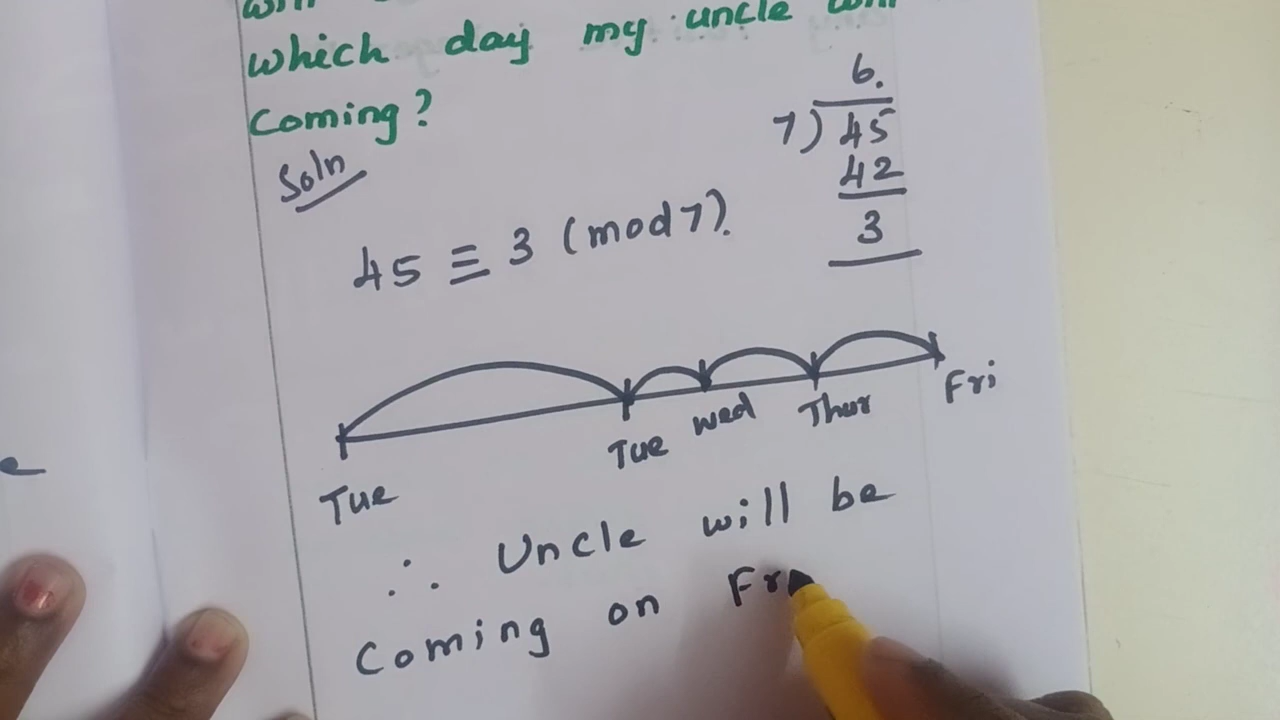 which day my uncle
coming?
Soln
6.
7) 45
42
3
45 ≡ 3 (mod 7).
Tue Tue wed Thur Fri
∴ Uncle will be
coming on Fr